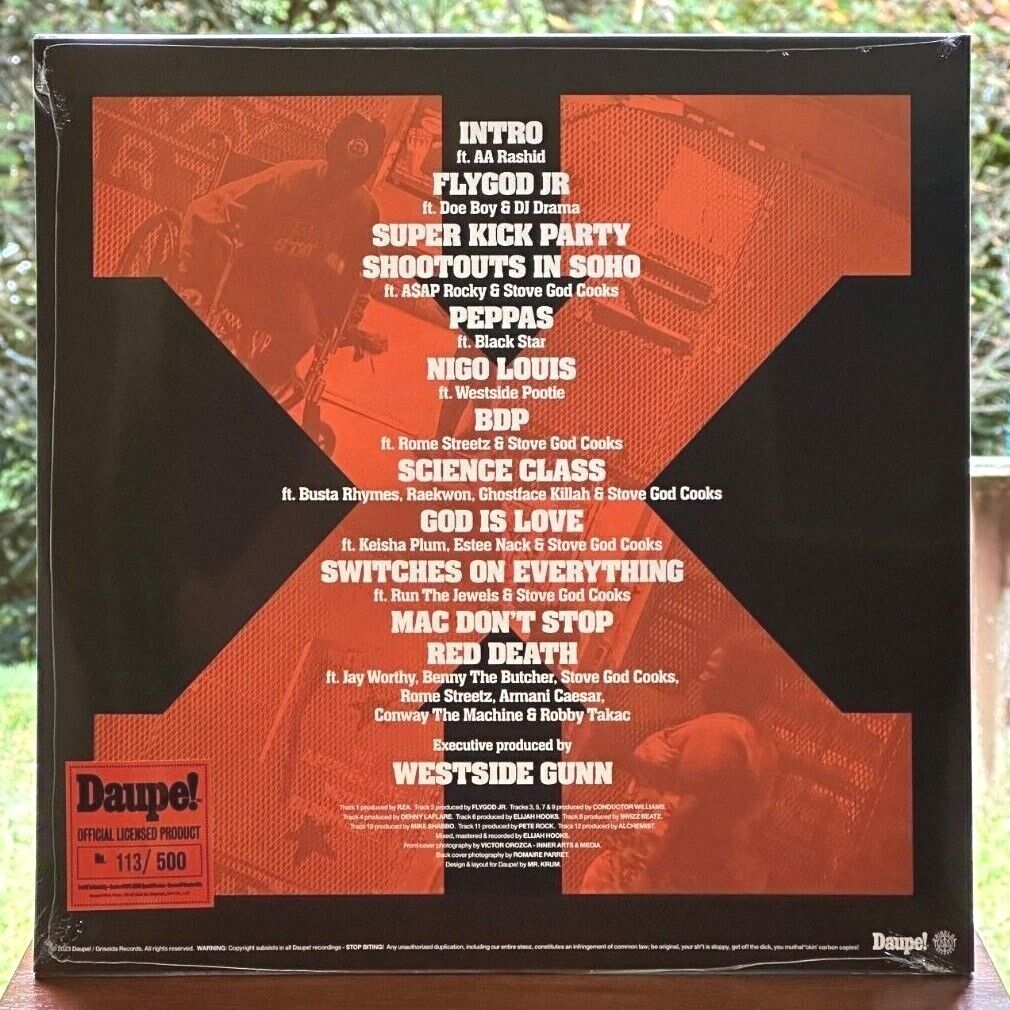 INTRO
ft. AA Rashid
FLYGOD JR
ft. Doe Boy & DJ Drama
SUPER KICK PARTY
SHOOTOUTS IN SOHO
ft. A$AP Rocky & Stove God Cooks
PEPPAS
ft. Black Star
NIGO LOUIS
ft. Westside Pootie
BDP
ft. Rome Streetz & Stove God Cooks
SCIENCE CLASS
ft. Busta Rhymes, Raekwon, Ghostface Killah & Stove God Cooks
GOD IS LOVE
ft. Keisha Plum, Estee Nack & Stove God Cooks
SWITCHES ON EVERYTHING
ft. Run The Jewels & Stove God Cooks
MAC DON'T STOP
RED DEATH
ft. Jay Worthy, Benny The Butcher, Stove God Cooks,
Rome Streetz, Armani Caesar,
Conway The Machine & Robby Takac
Executive produced by
WESTSIDE GUNN
Track 1 produced by RZA. Track 2 produced by FLYGOD JR. Tracks 3, 5, 7 & 9 produced by CONDUCTOR WILLIAMS.
Track 4 produced by DENNY LAFLARE. Track 6 produced by ELIJAH HOOKS. Track 8 produced by SWIZZ BEATZ.
Track 10 produced by MIKE SHABBO. Track 11 produced by PETE ROCK. Track 12 produced by ALCHEMIST.
Mixed, mastered & recorded by ELIJAH HOOKS.
Front cover photography by VICTOR OROZCA - INNER ARTS & MEDIA.
Back cover photography by ROMAIRE PARRET.
Design & layout for Daupe! by MR. KRUM.
Daupe!
OFFICIAL LICENSED PRODUCT
No. 113/ 500
© 2023 Daupe! / Griselda Records. All rights reserved. WARNING: Copyright subsists in all Daupe! recordings - STOP BITING! Any unauthorized duplication, including our entire steez, constitutes an infringement of common law; be original, your sh*t is sloppy, get off the dick, you muthaf*ckin' carbon copies!
Daupe!